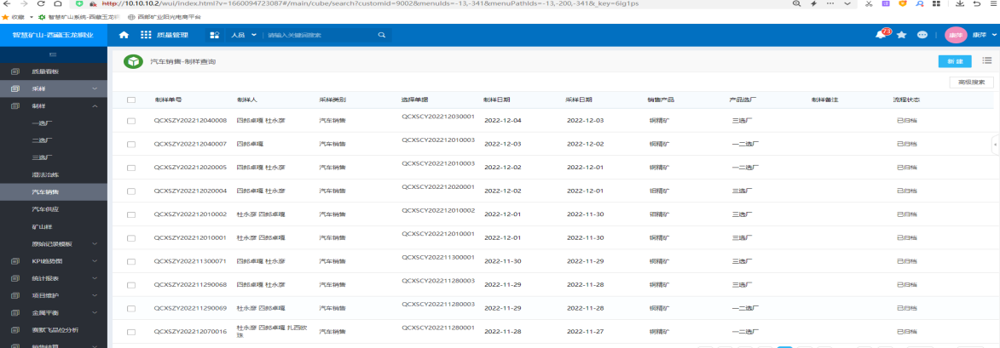 http://10.10.10.2/wui/index.html?v=1660094723087#/main/cube/search?customid=9002&menuIds=-13,-341&menuPathIds=-13,-200,-341&_key=6ig1ps
收藏 智慧矿山系统-西藏玉龙 西部矿业阳光电商平台
智慧矿山-西藏玉龙铜业 质量管理 人员 请输入关键词搜索 73 康萍 康萍
汽车销售-制样查询 新建
质量看板
高级搜索
采样
制样
一选厂
二选厂
三选厂
湿法冶炼
汽车销售
汽车供应
矿山样
原始记录模板
KPI趋势图
统计报表
项目维护
金属平衡
赛默飞品位分析
制样单号 制样人 采样类别 选择单据 制样日期 采样日期 销售产品 产品选厂 制样备注 流程状态
QCXSZY202212040008 四郎卓嘎 杜永彦 汽车销售 QCXSCY202212030001 2022-12-04 2022-12-03 铜精矿 三选厂 已归档
QCXSZY202212040007 四郎卓嘎 汽车销售 QCXSCY202212010003 2022-12-03 2022-12-02 铜精矿 一二选厂 已归档
QCXSZY202212020005 四郎卓嘎 杜永彦 汽车销售 QCXSCY202212010003 2022-12-02 2022-12-01 铜精矿 一二选厂 已归档
QCXSZY202212020004 四郎卓嘎 杜永彦 汽车销售 QCXSCY202212020001 2022-12-02 2022-12-01 钼精矿 三选厂 已归档
QCXSZY202212010002 杜永彦 四郎卓嘎 汽车销售 QCXSCY202212010002 2022-12-01 2022-11-30 铜精矿 三选厂 已归档
QCXSZY202212010001 杜永彦 四郎卓嘎 汽车销售 QCXSCY202212010001 2022-12-01 2022-11-30 铜精矿 三选厂 已归档
QCXSZY202211300071 四郎卓嘎 杜永彦 汽车销售 QCXSCY202211300001 2022-11-30 2022-11-29 铜精矿 三选厂 已归档
QCXSZY202211290068 四郎卓嘎 杜永彦 汽车销售 QCXSCY202211280003 2022-11-29 2022-11-28 铜精矿 三选厂 已归档
QCXSZY202211290069 杜永彦 四郎卓嘎 汽车销售 QCXSCY202211280003 2022-11-29 2022-11-28 铜精矿 一二选厂 已归档
QCXSZY202212070016 杜永彦 四郎卓嘎 扎西欧珠 汽车销售 QCXSCY202211280001 2022-11-28 2022-11-27 铜精矿 一二选厂 已归档